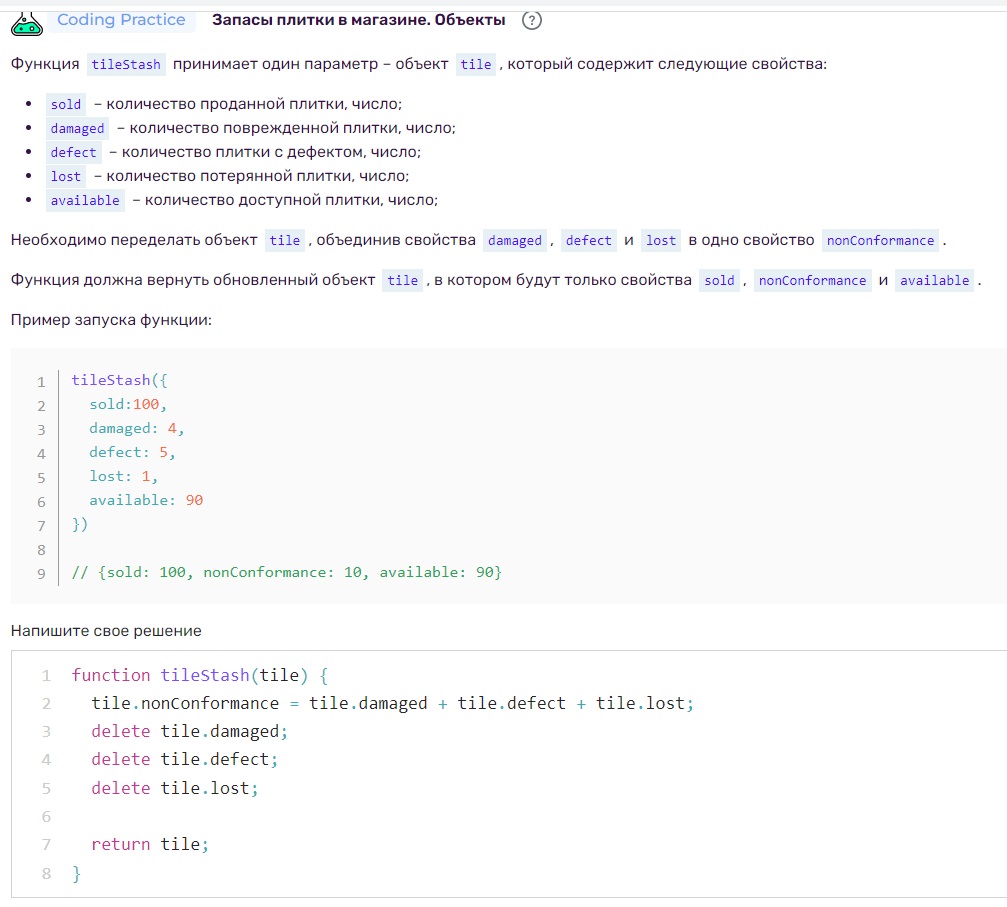 Coding Practice Запасы плитки в магазине. Объекты ?
Функция tileStash принимает один параметр – объект tile , который содержит следующие свойства:
• sold – количество проданной плитки, число;
• damaged – количество поврежденной плитки, число;
• defect – количество плитки с дефектом, число;
• lost – количество потерянной плитки, число;
• available – количество доступной плитки, число;
Необходимо переделать объект tile , объединив свойства damaged , defect и lost в одно свойство nonConformance .
Функция должна вернуть обновленный объект tile , в котором будут только свойства sold , nonConformance и available .
Пример запуска функции:
1 tileStash({
2 sold:100,
3 damaged: 4,
4 defect: 5,
5 lost: 1,
6 available: 90
7 })
8
9 // {sold: 100, nonConformance: 10, available: 90}
Напишите свое решение
1 function tileStash(tile) {
2 tile.nonConformance = tile.damaged + tile.defect + tile.lost;
3 delete tile.damaged;
4 delete tile.defect;
5 delete tile.lost;
6
7 return tile;
8 }